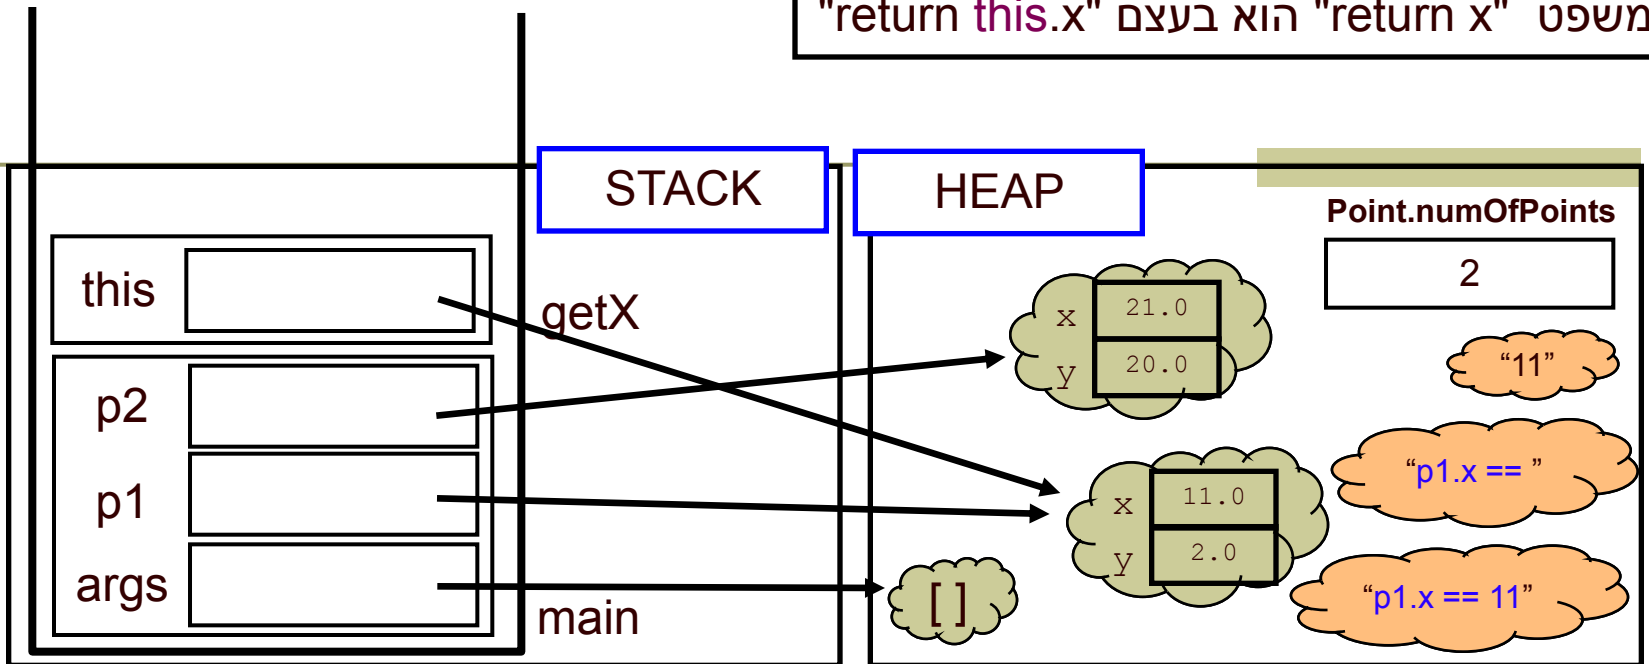 משפט "return x" הוא בעצם "return this.x"
STACK
HEAP
Point.numOfPoints
2
this
getX
p2
p1
args
main
x 21.0
y 20.0
x 11.0
y 2.0
[ ]
“11”
“p1.x == ”
“p1.x == 11”